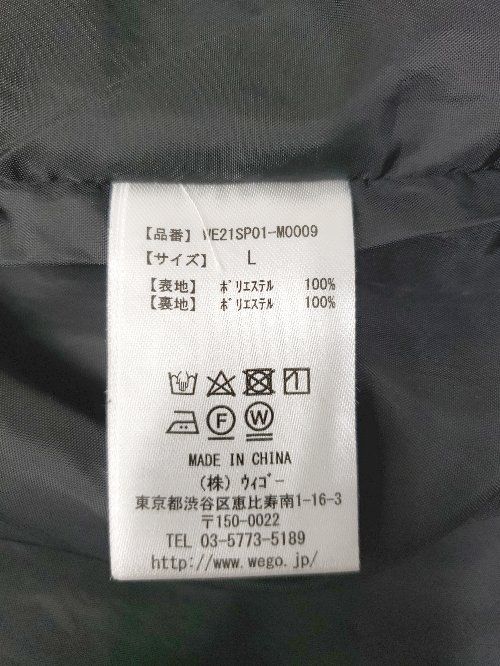 【品番】 WE21SP01-M0009
【サイズ】 L
【表地】 ポリエステル 100%
【裏地】 ポリエステル 100%
F W
MADE IN CHINA
(株) ウィゴー
東京都渋谷区恵比寿南1-16-3
〒150-0022
TEL 03-5773-5189
http://www.wego.jp/